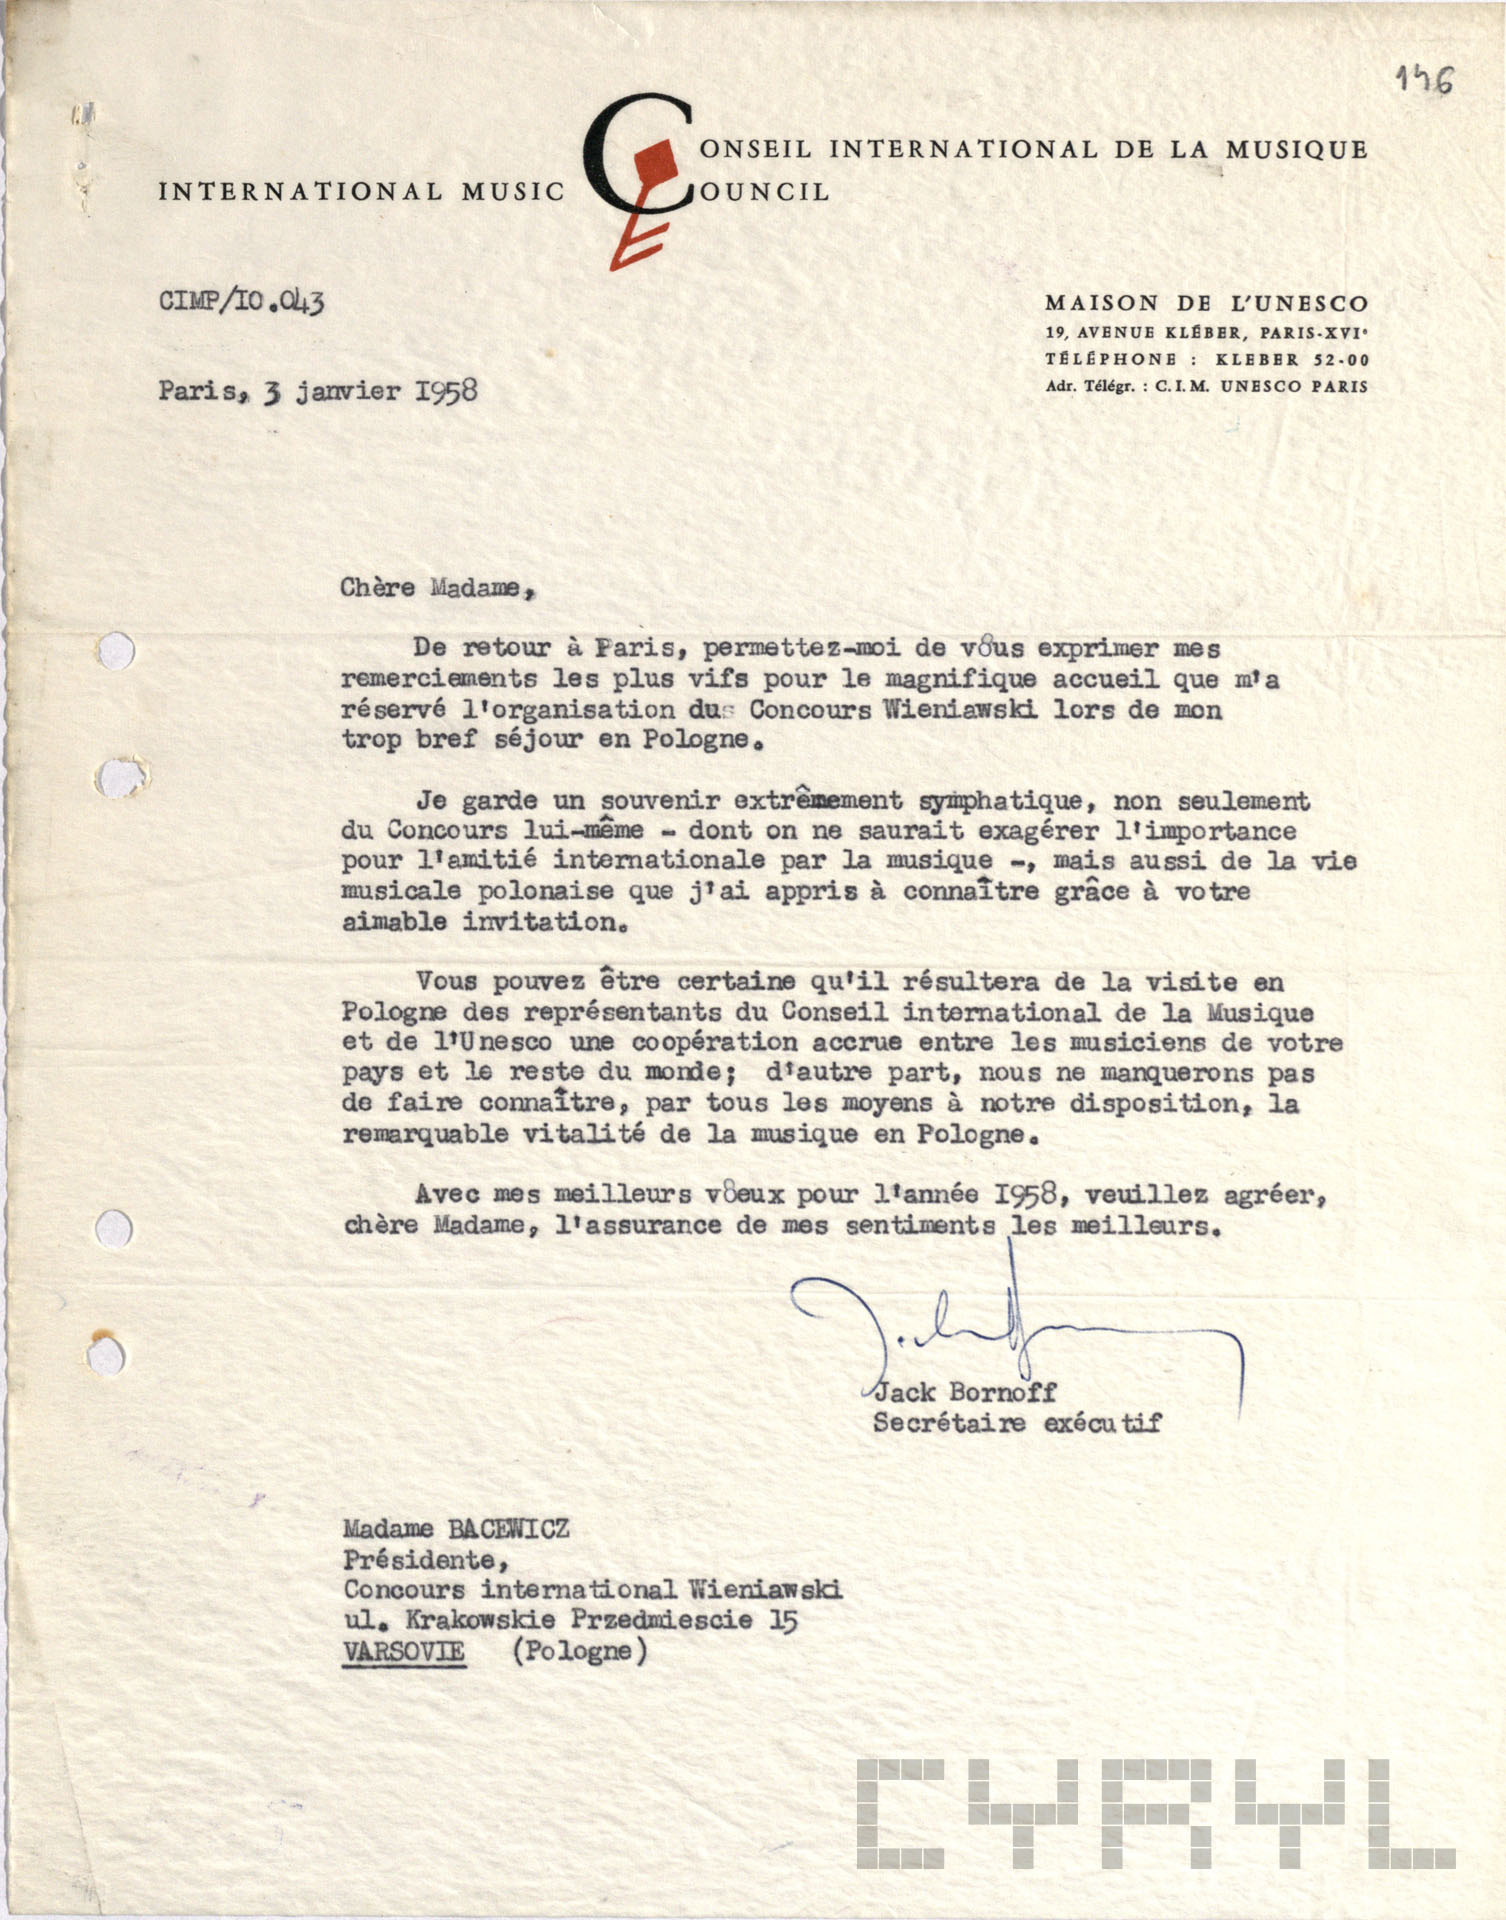 146
CONSEIL INTERNATIONAL DE LA MUSIQUE
INTERNATIONAL MUSIC COUNCIL
CIMP/IO.043
MAISON DE L'UNESCO
19, AVENUE KLÉBER, PARIS-XVIe
TÉLÉPHONE : KLEBER 52-00
Adr. Télégr. : C.I.M. UNESCO PARIS
Paris, 3 janvier I958
Chère Madame,
De retour à Paris, permettez-moi de v8us exprimer mes
remerciements les plus vifs pour le magnifique accueil que m'a
réservé l'organisation dus Concours Wieniawski lors de mon
trop bref séjour en Pologne.
Je garde un souvenir extrêmement symphatique, non seulement
du Concours lui-même - dont on ne saurait exagérer l'importance
pour l'amitié internationale par la musique -, mais aussi de la vie
musicale polonaise que j'ai appris à connaître grâce à votre
aimable invitation.
Vous pouvez être certaine qu'il résultera de la visite en
Pologne des représentants du Conseil international de la Musique
et de l'Unesco une coopération accrue entre les musiciens de votre
pays et le reste du monde; d'autre part, nous ne manquerons pas
de faire connaître, par tous les moyens à notre disposition, la
remarquable vitalité de la musique en Pologne.
Avec mes meilleurs v8eux pour l'année I958, veuillez agréer,
chère Madame, l'assurance de mes sentiments les meilleurs.
Jack Bornoff
Secrétaire exécutif
Madame BACEWICZ
Présidente,
Concours international Wieniawski
ul. Krakowskie Przedmiescie 15
VARSOVIE (Pologne)
CYRYL